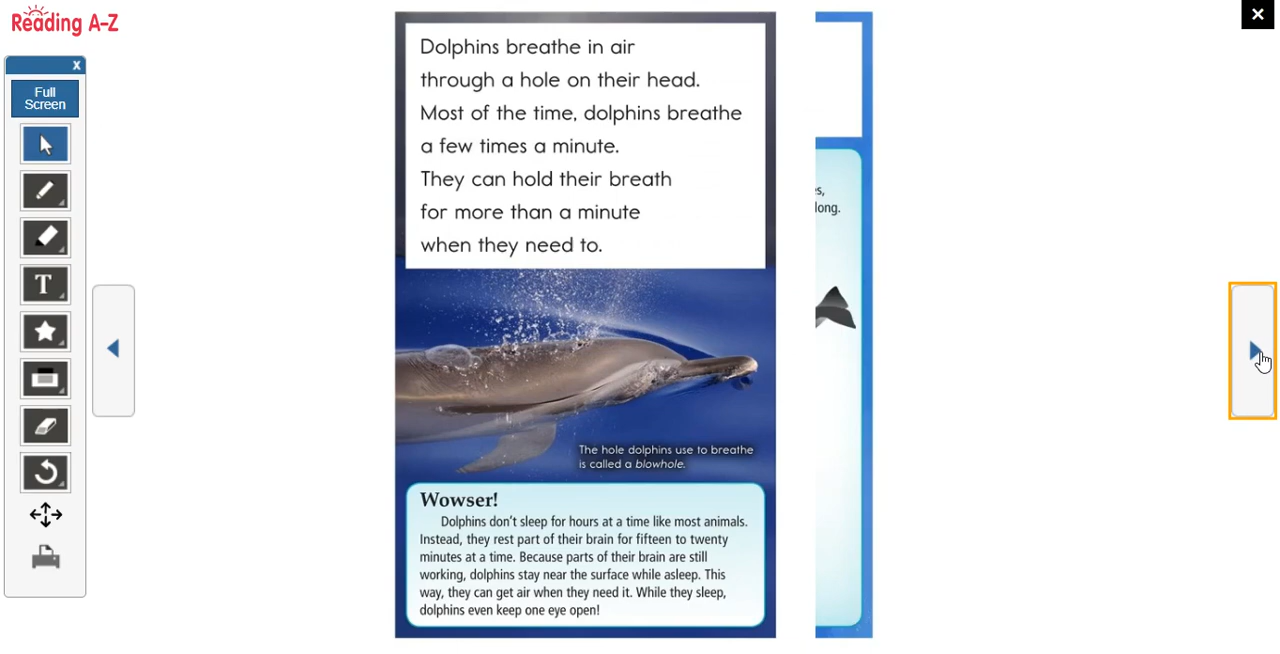 Reading A-Z
x
×
Full
Screen
T
Dolphins breathe in air
through a hole on their head.
Most of the time, dolphins breathe
a few times a minute.
They can hold their breath
for more than a minute
when they need to.
The hole dolphins use to breathe
is called a blowhole.
Wowser!
Dolphins don't sleep for hours at a time like most animals.
Instead, they rest part of their brain for fifteen to twenty
minutes at a time. Because parts of their brain are still
working, dolphins stay near the surface while asleep. This
way, they can get air when they need it. While they sleep,
dolphins even keep one eye open!
long.